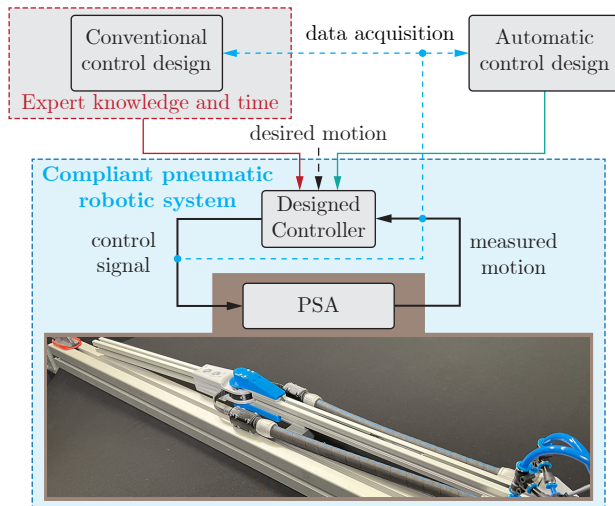 Conventional
control design
data acquisition
Automatic
control design
Expert knowledge and time
desired motion
Compliant pneumatic
robotic system
Designed
Controller
control
signal
measured
motion
PSA